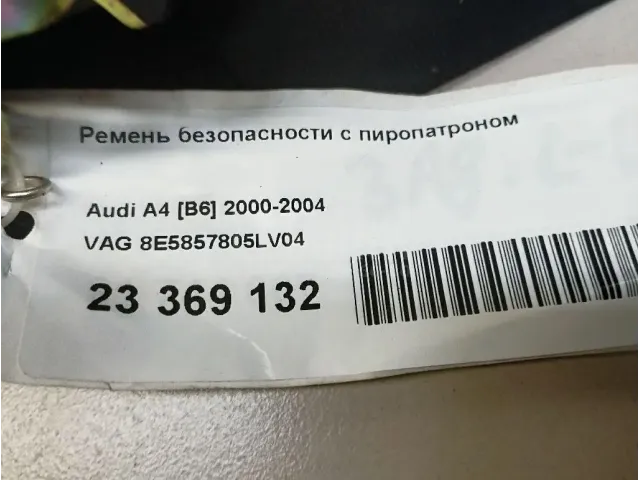 Ремень безопасности с пиропатроном
Audi A4 [B6] 2000-2004
VAG 8E5857805LV04
23 369 132